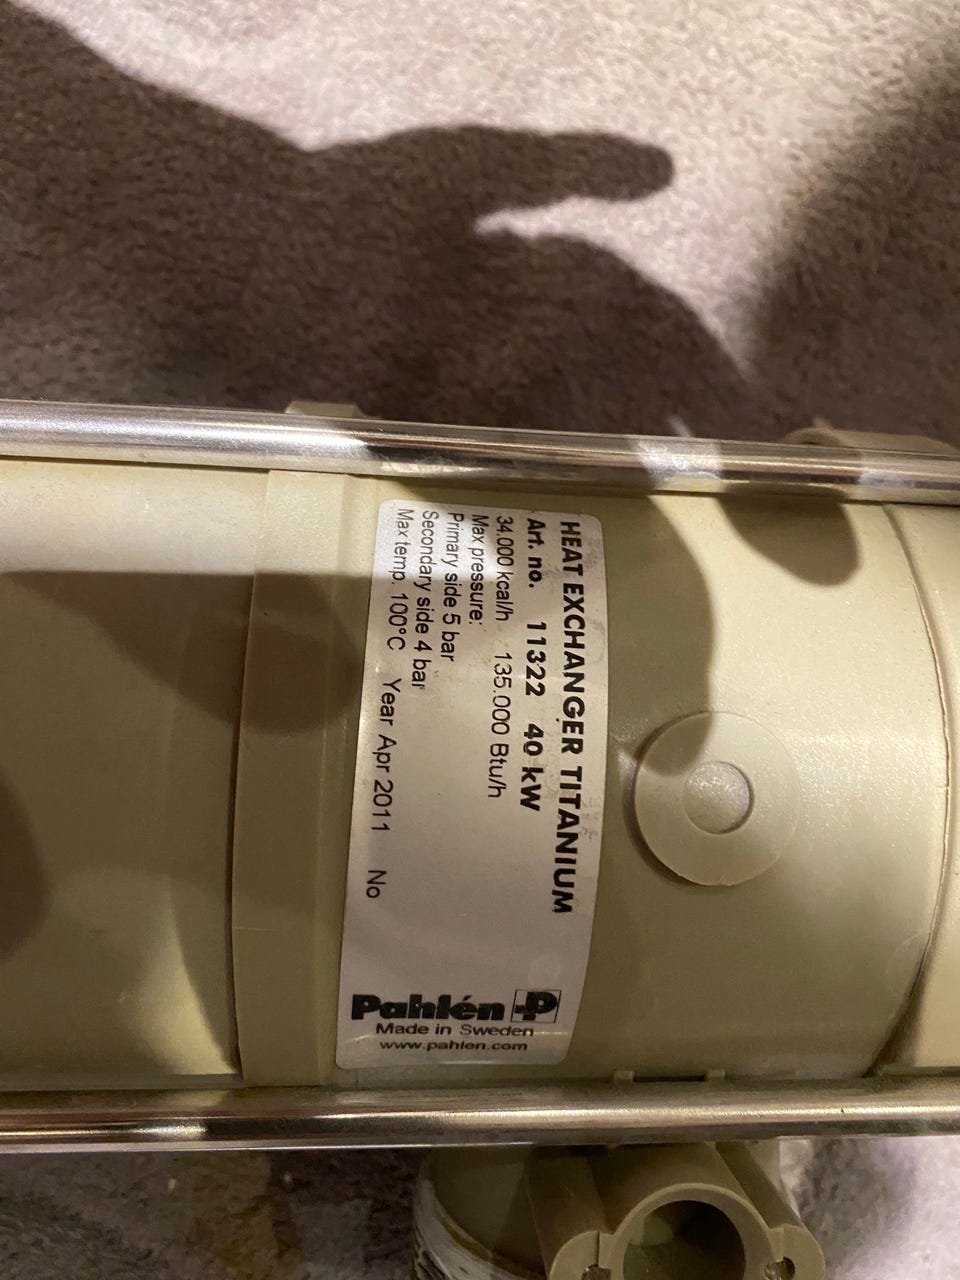 HEAT EXCHANGER TITANIUM
Art. no. 11322 40 kW
34.000 kcal/h 135.000 Btu/h
Max pressure:
Primary side 5 bar
Secondary side 4 bar
Max temp. 100°C Year Apr 2011 No
Pahlén P
Made in Sweden
www.pahlen.com